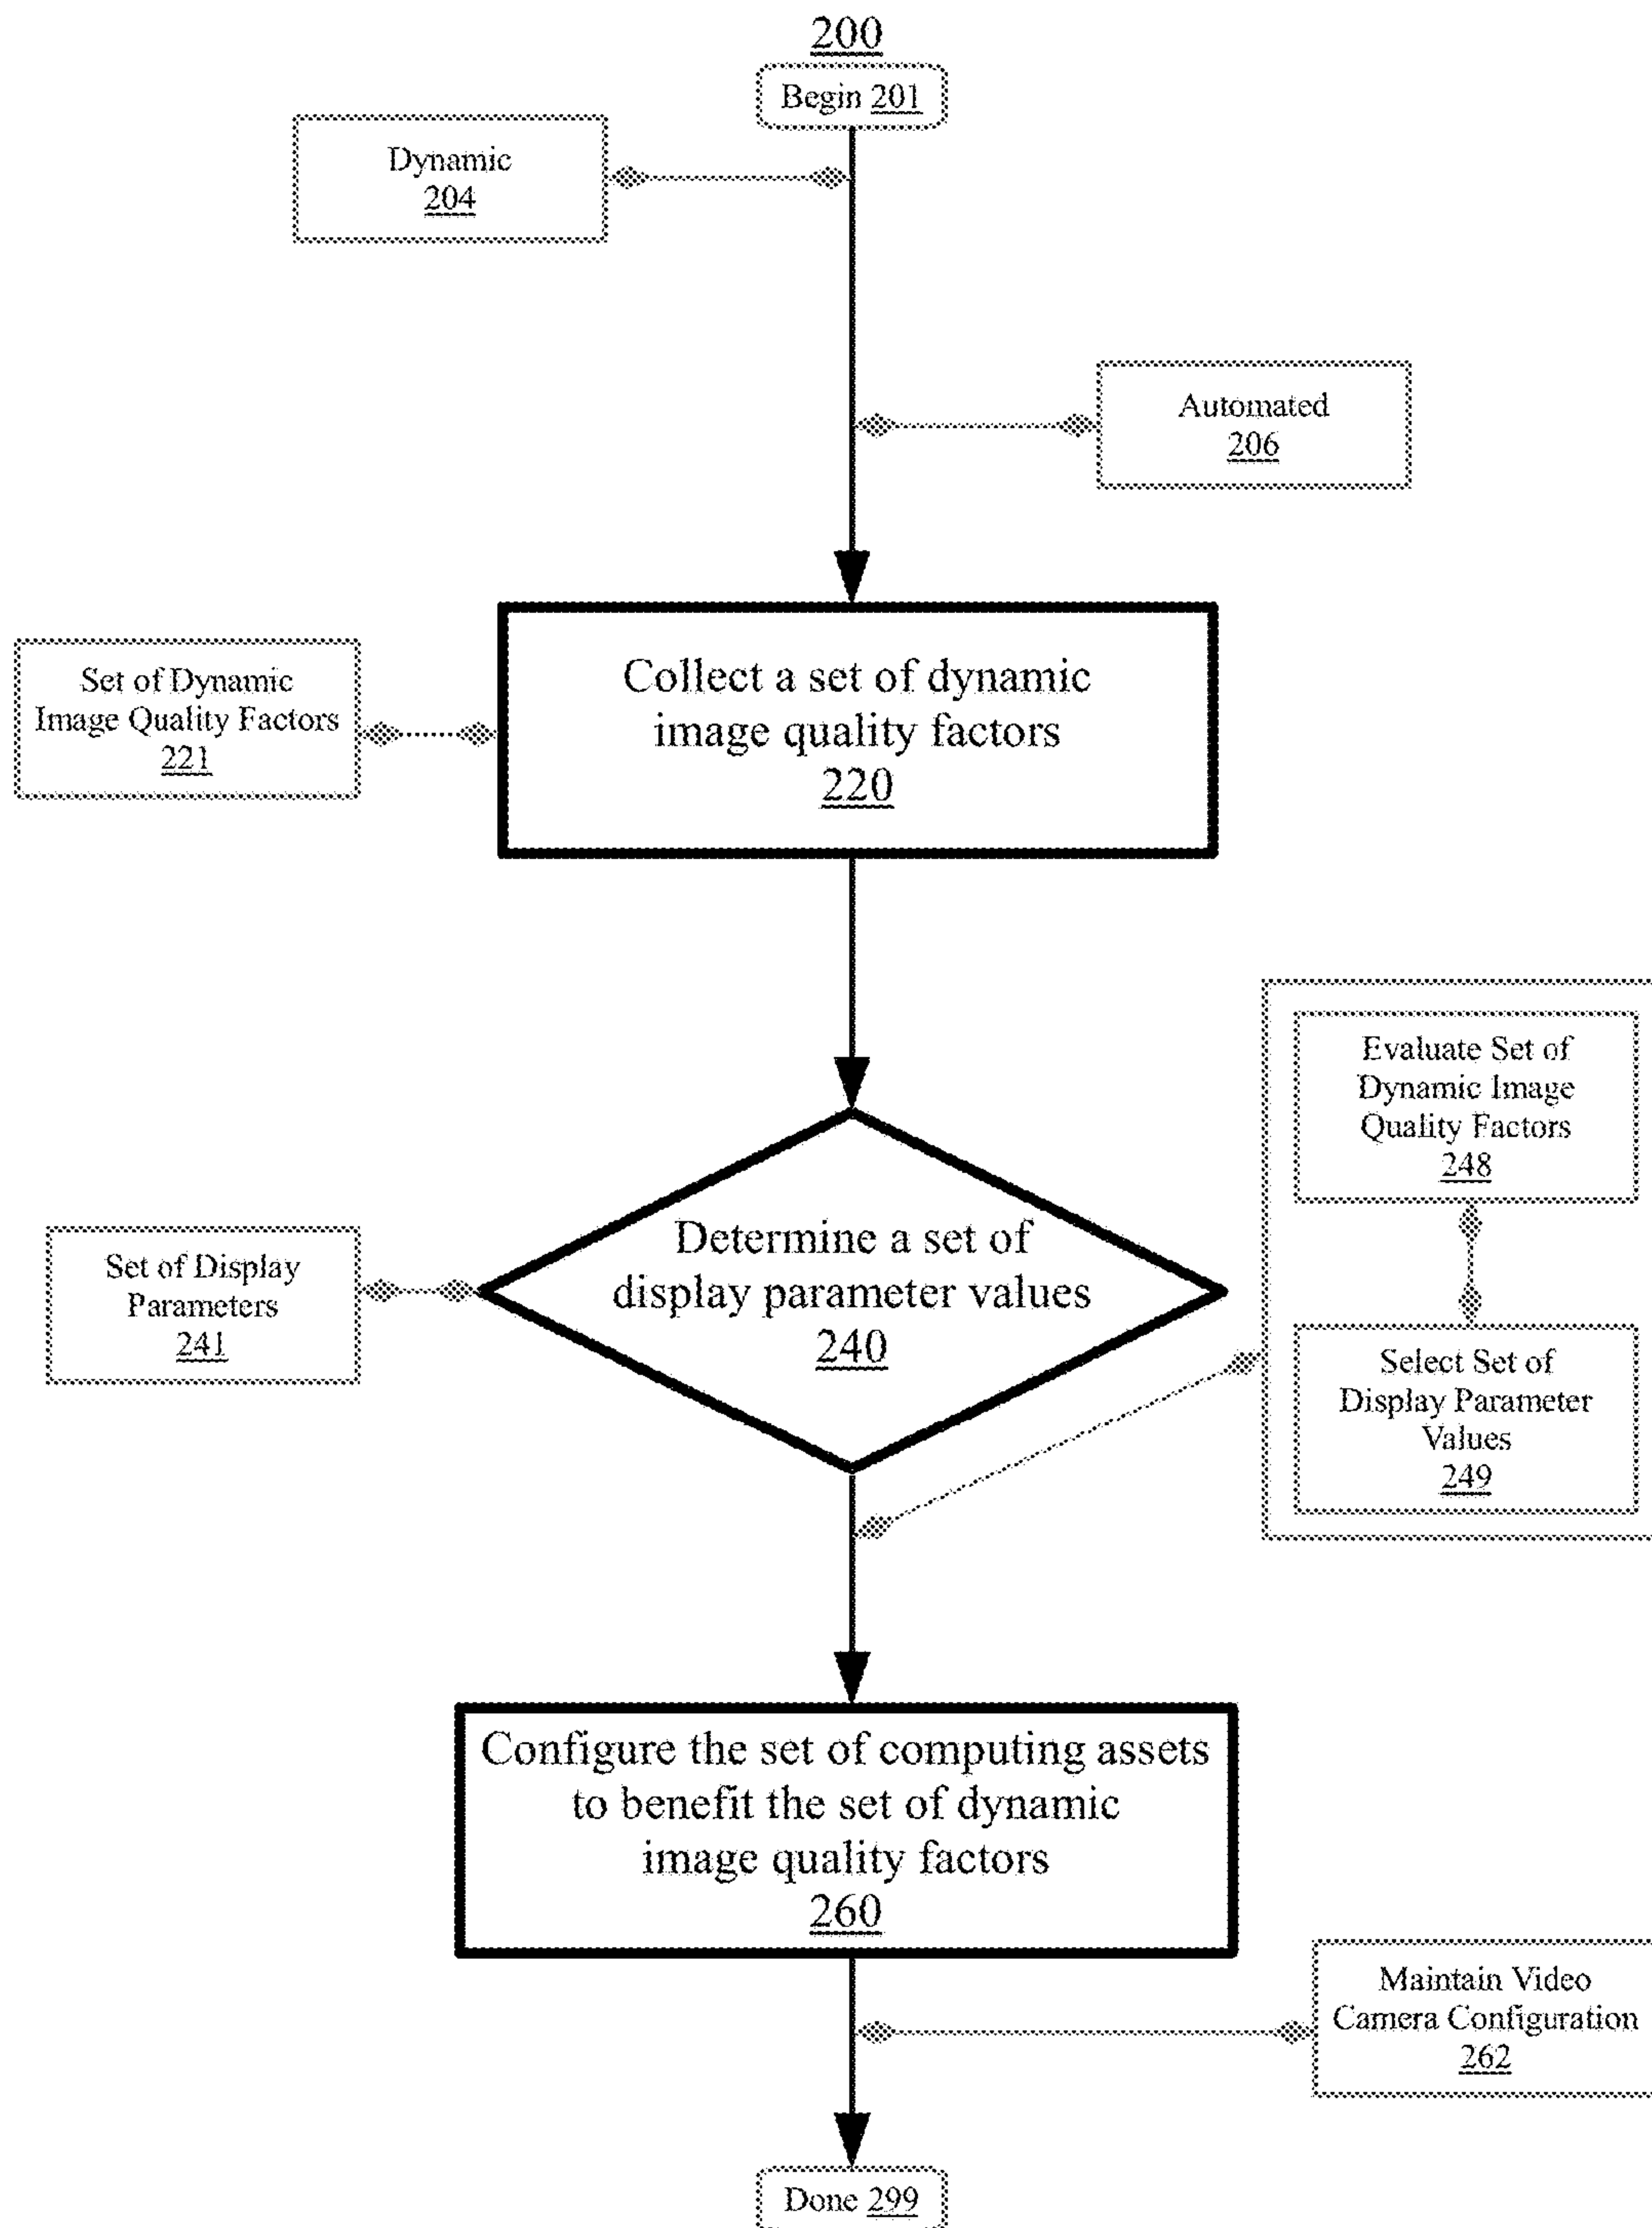 200
Begin 201
Dynamic
204
Automated
206
Collect a set of dynamic
image quality factors
220
Set of Dynamic
Image Quality Factors
221
Evaluate Set of
Dynamic Image
Quality Factors
248
Determine a set of
display parameter values
240
Set of Display
Parameters
241
Select Set of
Display Parameter
Values
249
Configure the set of computing assets
to benefit the set of dynamic
image quality factors
260
Maintain Video
Camera Configuration
262
Done 299